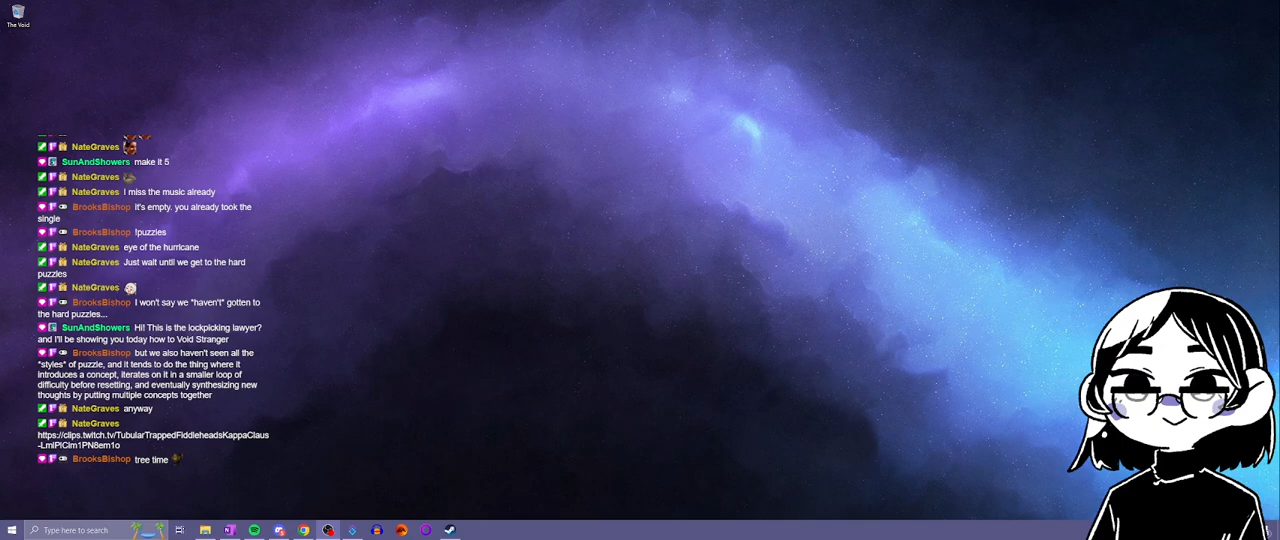 The Void
NateGraves
SunAndShowers make it 5
NateGraves
NateGraves I miss the music already
BrooksBishop it's empty. you already took the
single
BrooksBishop !puzzles
NateGraves eye of the hurricane
NateGraves Just wait until we get to the hard
puzzles
NateGraves
BrooksBishop I won't say we *haven't* gotten to
the hard puzzles...
SunAndShowers Hi! This is the lockpicking lawyer?
and I'll be showing you today how to Void
Stranger
BrooksBishop but we also haven't seen all the
"styles" of puzzle, and it tends to do the thing where it
introduces a concept, iterates on it in a smaller loop of
difficulty before resetting, and eventually synthesizing new
thoughts by putting multiple concepts together
NateGraves anyway
NateGraves
https://clips.twitch.tv/TubularTrappedFiddleheadsKappaClaus
BrooksBishop tree time
Type here to search